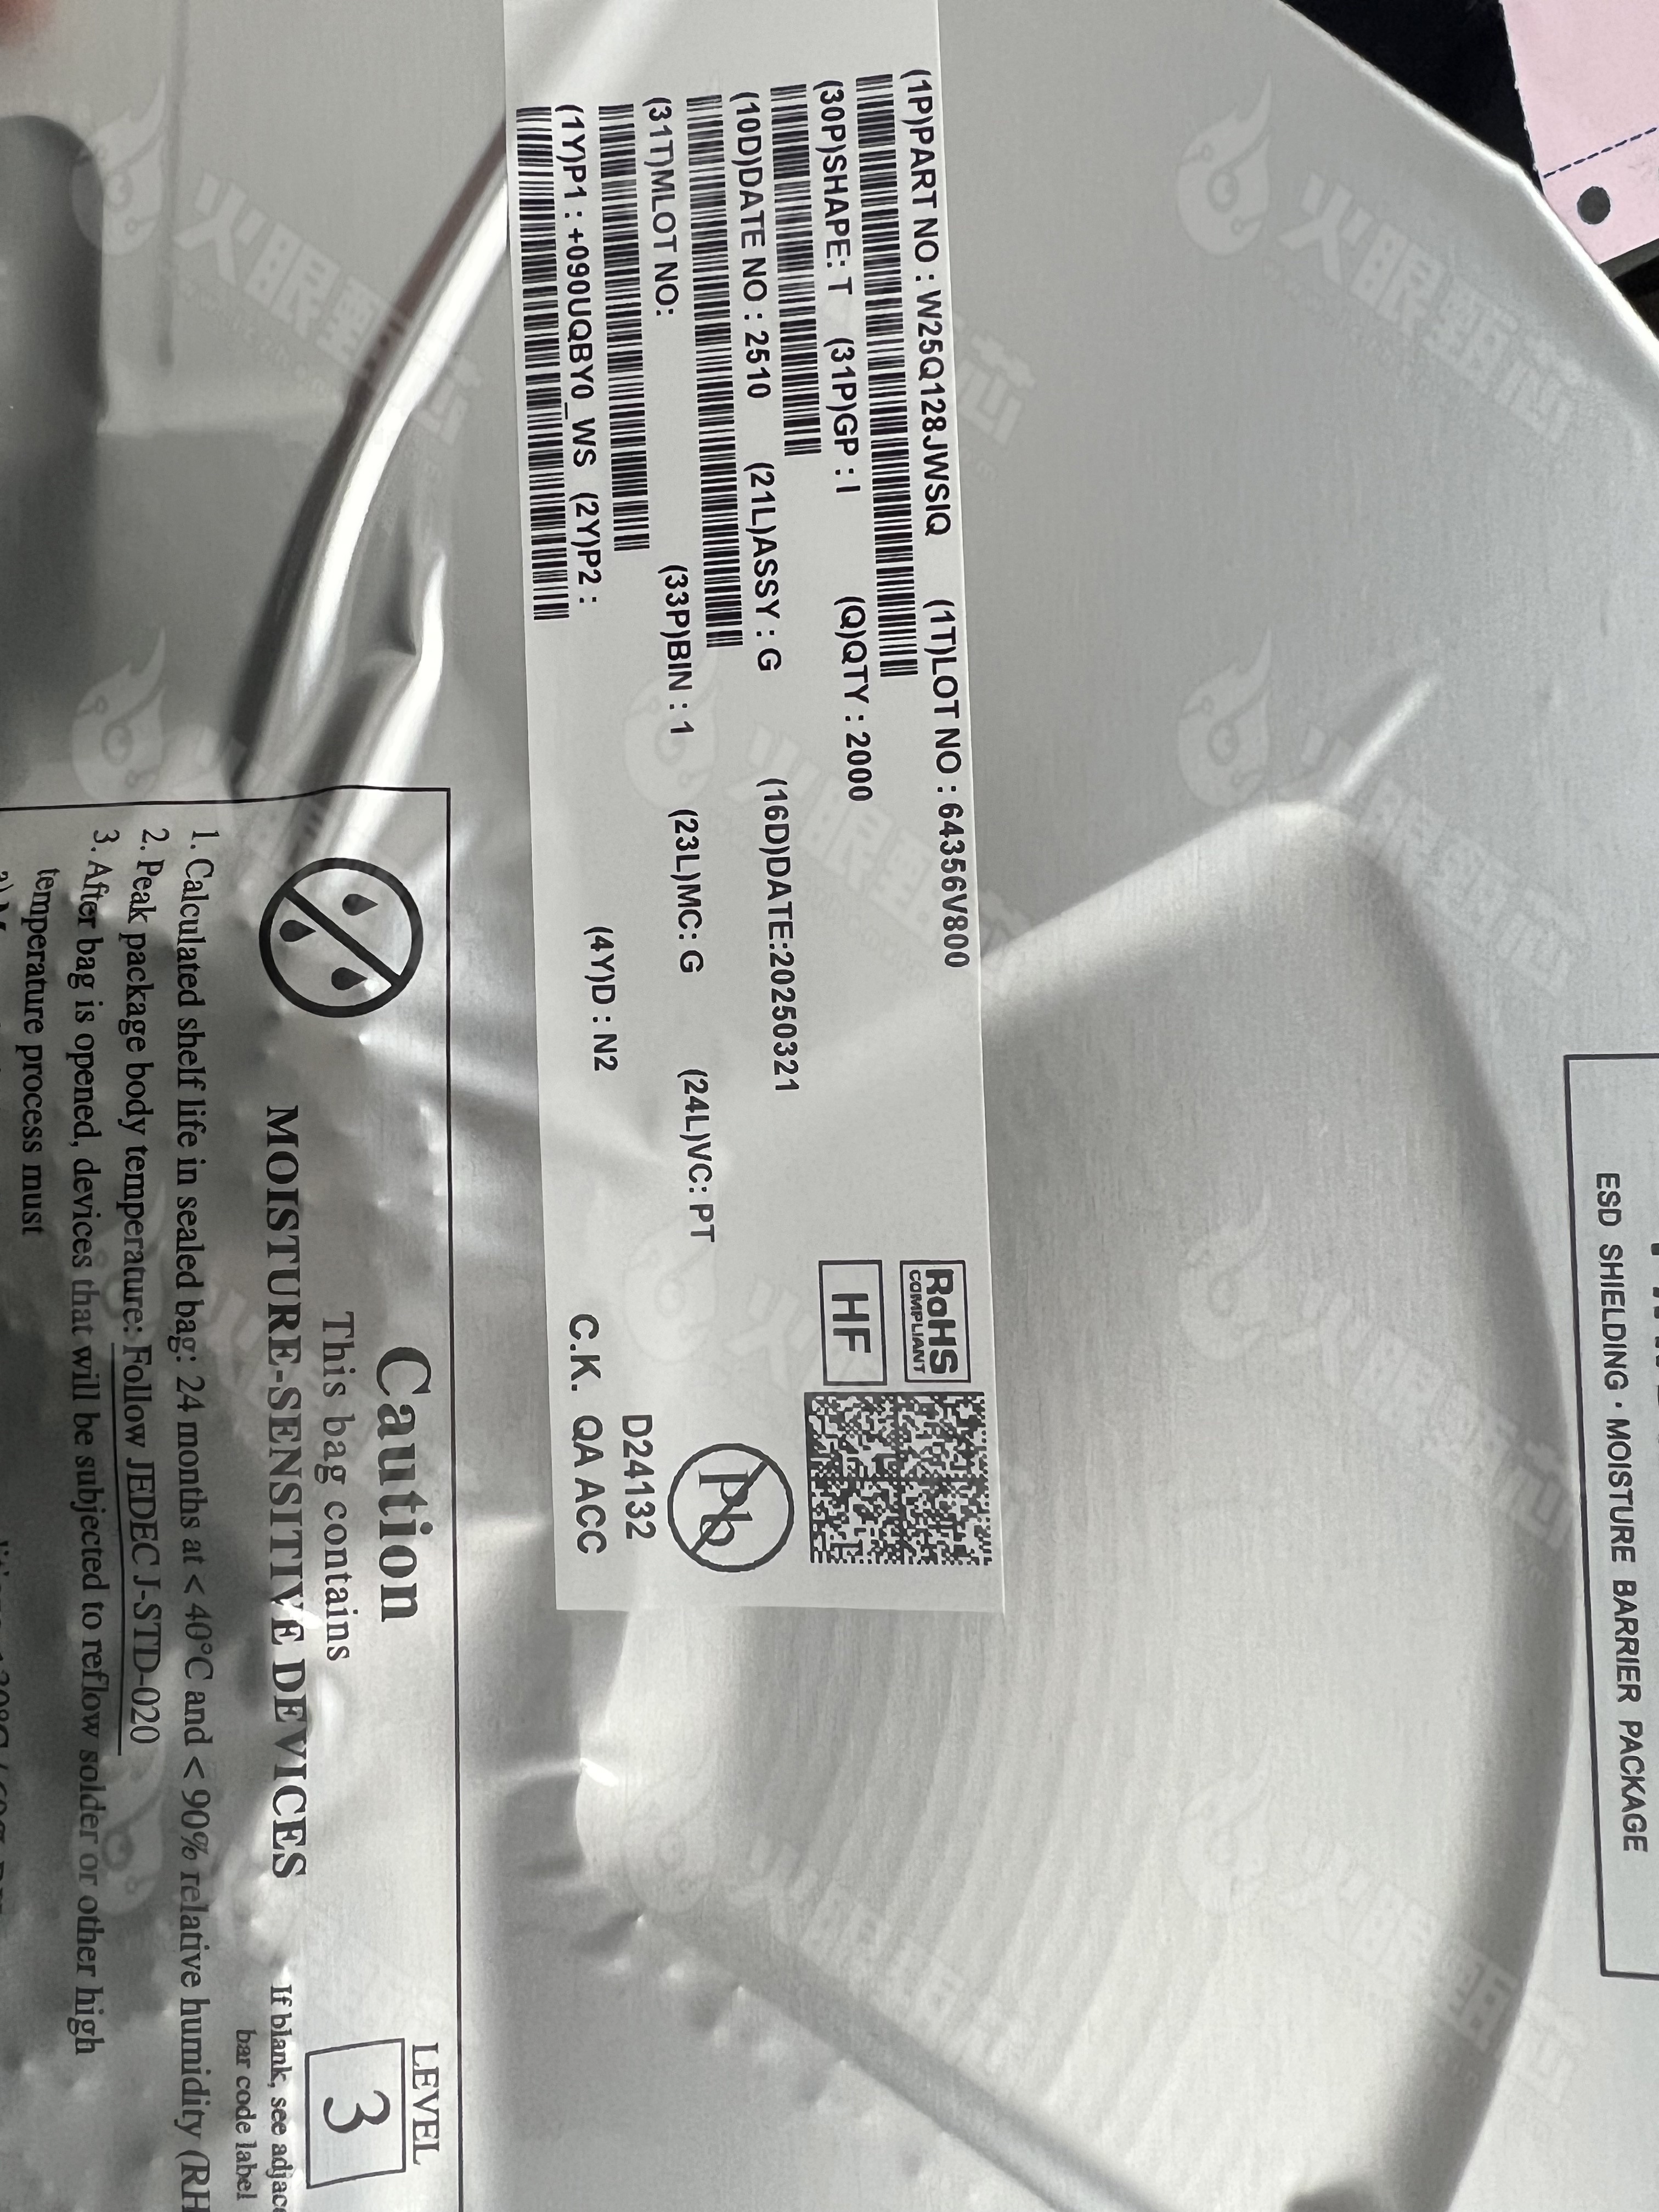 (1P)PART NO : W25Q128JWSIQ (1T)LOT NO : 64356V800
(30P)SHAPE: T (31P)GP : I (Q)QTY : 2000
(10D)DATE NO : 2510 (21L)ASSY : G (16D)DATE:20250321
(31T)MLOT NO: (33P)BIN : 1 (23L)MC: G (24L)VC: PT
(1Y)P1 : +090UQBY0_WS (2Y)P2 : (4Y)D : N2
RoHS
COMPLIANT
HF
Pb
D24132
C.K. QA ACC
Caution
This bag contains
MOISTURE-SENSITIVE DEVICES
LEVEL
3
If blank, see adjac
bar code label
1. Calculated shelf life in sealed bag: 24 months at < 40°C and < 90% relative humidity (RH
2. Peak package body temperature: Follow JEDEC J-STD-020
3. After bag is opened, devices that will be subjected to reflow solder or other high
temperature process must
ESD SHIELDING · MOISTURE BARRIER PACKAGE
火眼甄芯